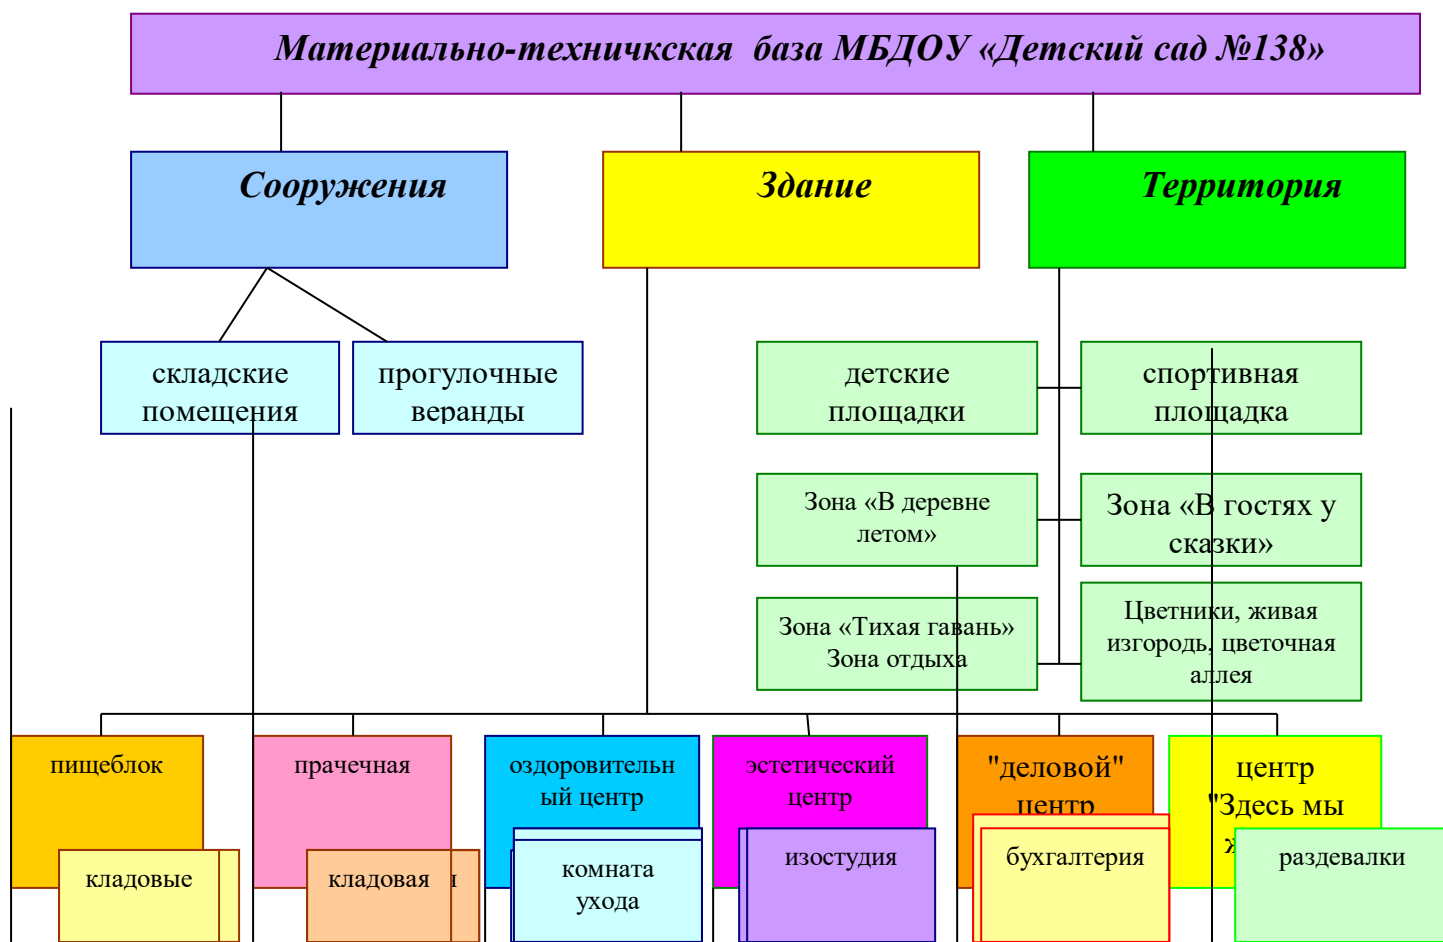 Материально-техничкская база МБДОУ «Детский сад №138»
Сооружения
Здание
Территория
складские
помещения
прогулочные
веранды
детские
площадки
спортивная
площадка
Зона «В деревне
летом»
Зона «В гостях у
сказки»
Зона «Тихая гавань»
Зона отдыха
Цветники, живая
изгородь, цветочная
аллея
пищеблок
прачечная
оздоровительн
ый центр
эстетический
центр
"деловой"
центр
центр
"Здесь мы
кладовые
кладовая
комната
ухода
изостудия
бухгалтерия
раздевалки